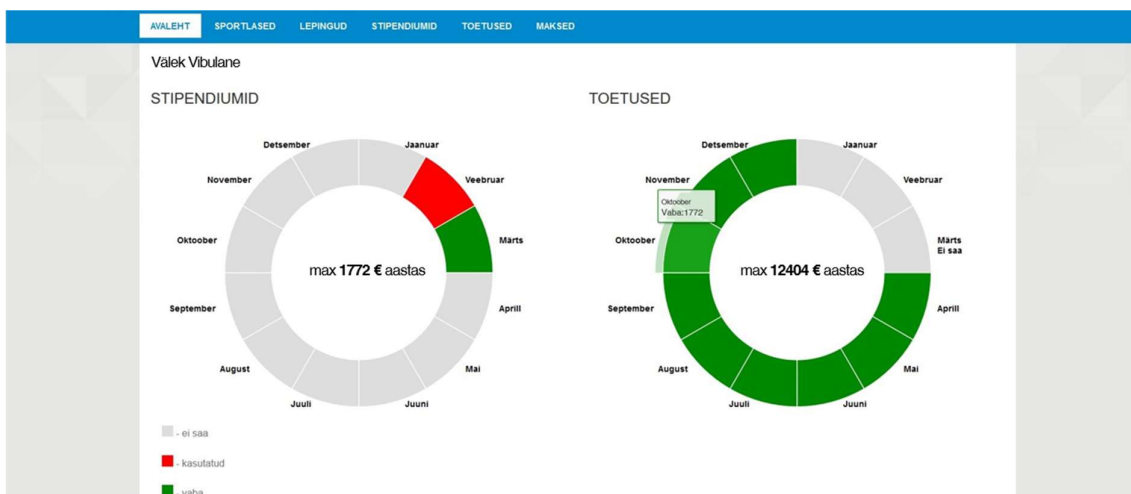 AVALEHT SPORTLASED LEPINGUD STIPENDIUMID TOETUSED MAKSED
Välek Vibulane
STIPENDIUMID
Detsember Jaanuar
November Veebruar
Oktoober Märts
max 1772 € aastas
September Aprill
August Mai
Juuli Juuni
- ei saa
- kasutatud
- vaba
TOETUSED
Detsember Jaanuar
November Veebruar
Oktoober
Vaba:1772
Oktoober Märts
Ei saa
max 12404 € aastas
September Aprill
August Mai
Juuli Juuni